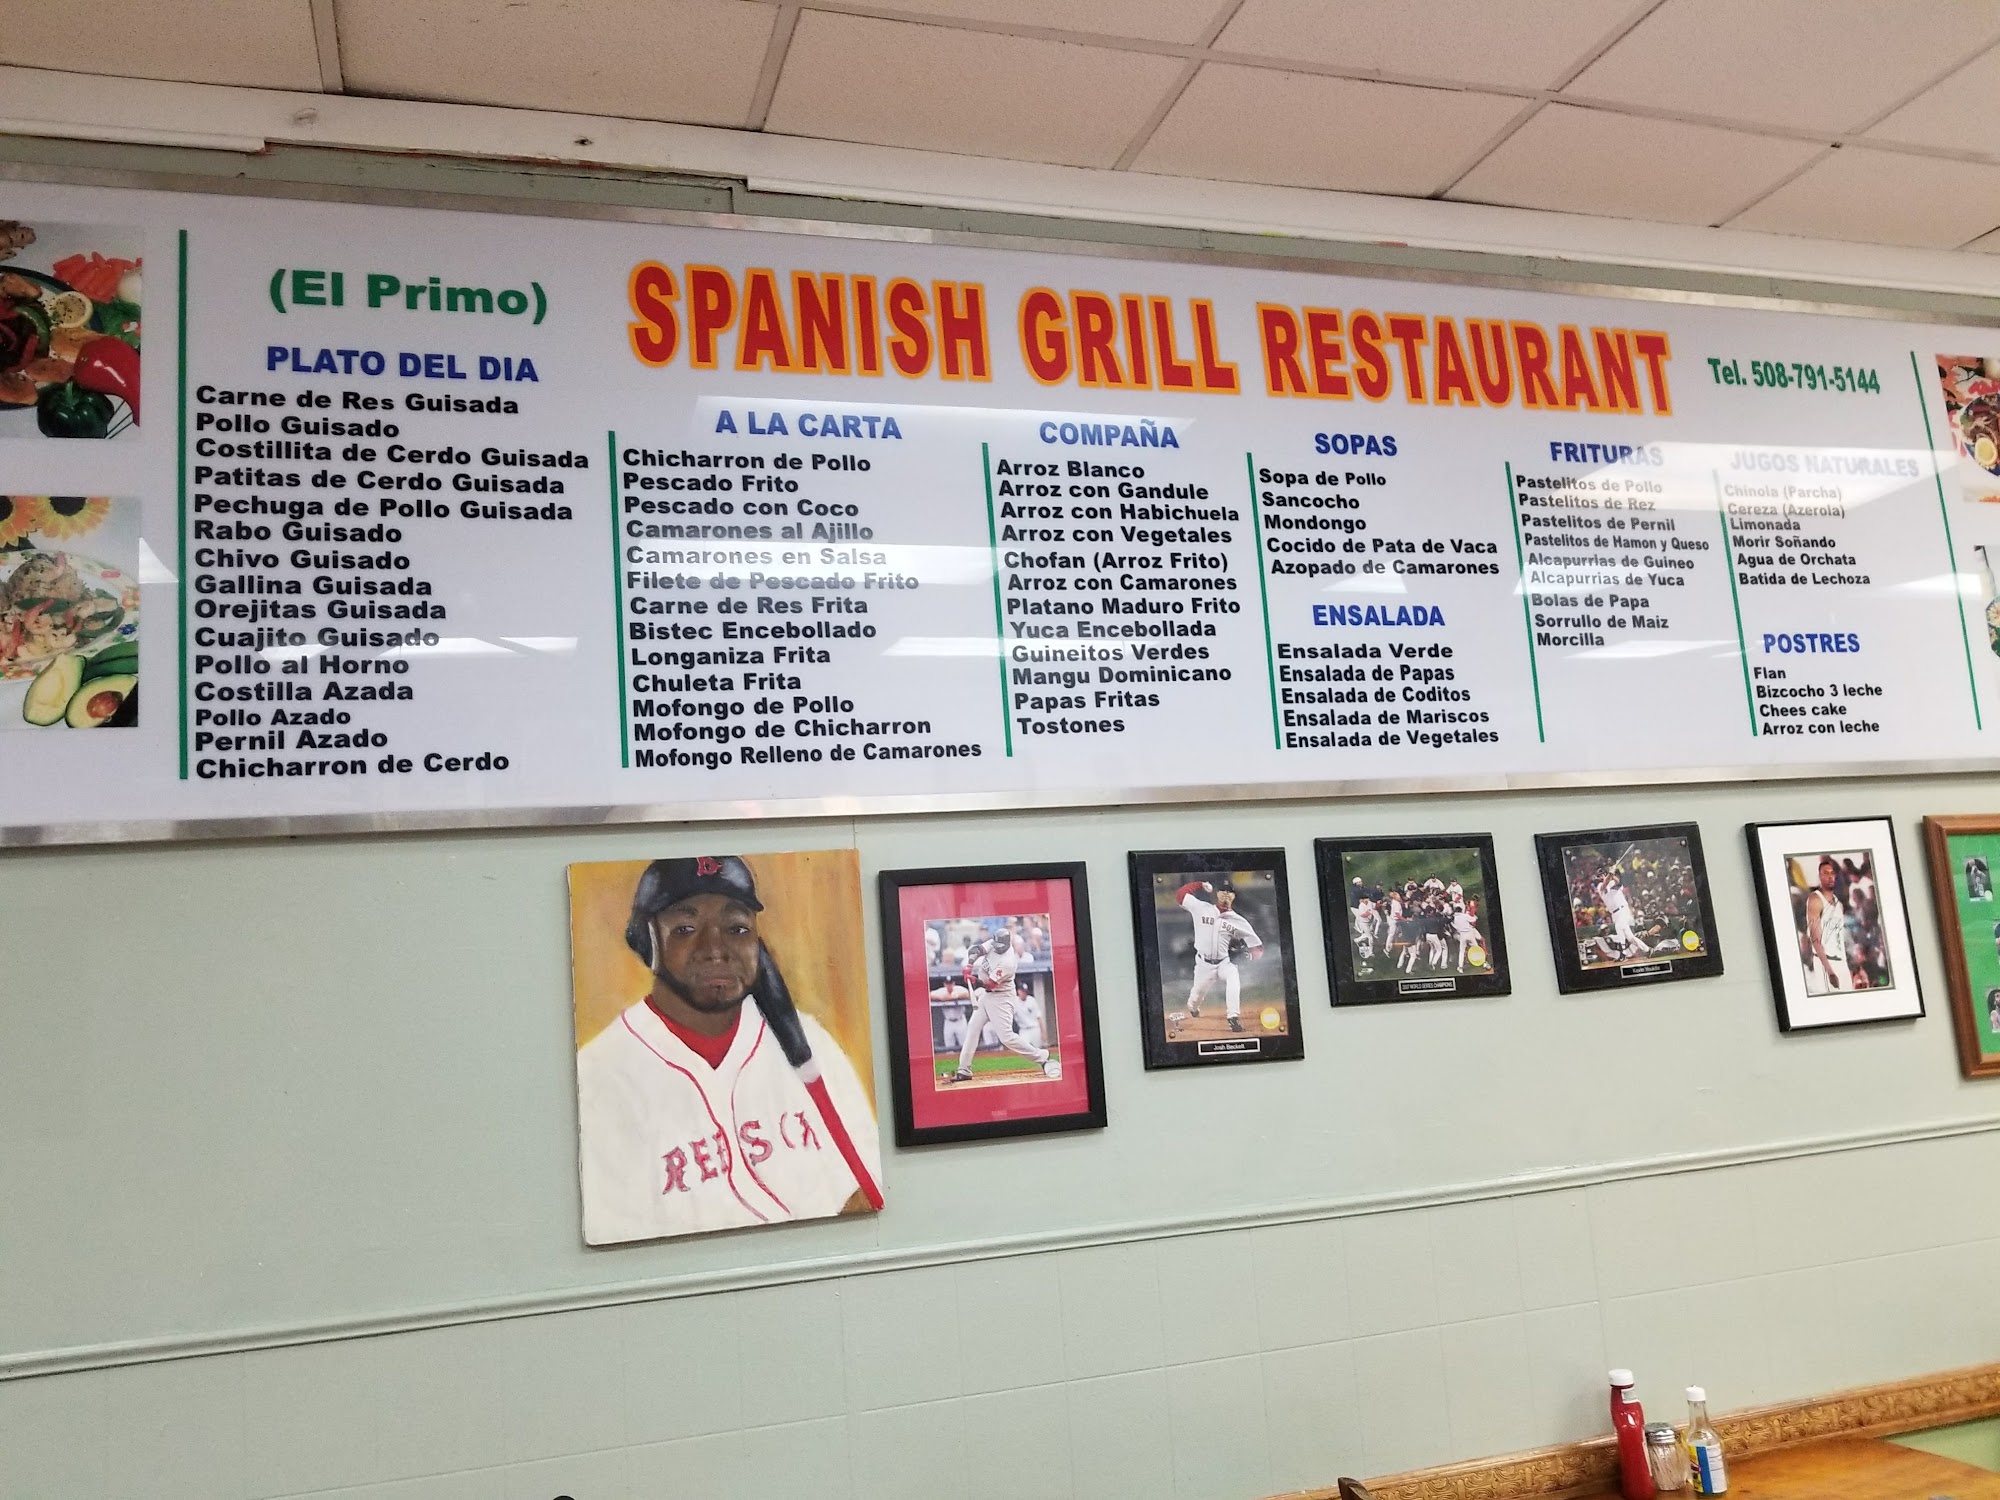 (El Primo)
SPANISH GRILL RESTAURANT
Tel. 508-791-5144
PLATO DEL DIA
Carne de Res Guisada
Pollo Guisado
Costillita de Cerdo Guisada
Patitas de Cerdo Guisada
Pechuga de Pollo Guisada
Rabo Guisado
Chivo Guisado
Gallina Guisada
Orejitas Guisada
Cuajito Guisado
Pollo al Horno
Costilla Azada
Pollo Azado
Pernil Azado
Chicharron de Cerdo
A LA CARTA
Chicharron de Pollo
Pescado Frito
Pescado con Coco
Camarones al Ajillo
Camarones en Salsa
Filete de Pescado Frito
Carne de Res Frita
Bistec Encebollado
Longaniza Frita
Chuleta Frita
Mofongo de Pollo
Mofongo de Chicharron
Mofongo Relleno de Camarones
COMPAÑA
Arroz Blanco
Arroz con Gandule
Arroz con Habichuela
Arroz con Vegetales
Chofan (Arroz Frito)
Arroz con Camarones
Platano Maduro Frito
Yuca Encebollada
Guineitos Verdes
Mangu Dominicano
Papas Fritas
Tostones
SOPAS
Sopa de Pollo
Sancocho
Mondongo
Cocido de Pata de Vaca
Azopado de Camarones
ENSALADA
Ensalada Verde
Ensalada de Papas
Ensalada de Coditos
Ensalada de Mariscos
Ensalada de Vegetales
FRITURAS
Pastelitos de Pollo
Pastelitos de Rez
Pastelitos de Pernil
Pastelitos de Hamon y Queso
Alcapurrias de Guineo
Alcapurrias de Yuca
Bolas de Papa
Sorrullo de Maiz
Morcilla
JUGOS NATURALES
Chinola (Parcha)
Cereza (Azerola)
Limonada
Morir Soñando
Agua de Orchata
Batida de Lechoza
POSTRES
Flan
Bizcocho 3 leche
Chees cake
Arroz con leche
B
RED SOX
RED SOX
Josh Beckett
2007 WORLD SERIES CHAMPIONS
Kevin Youkilis